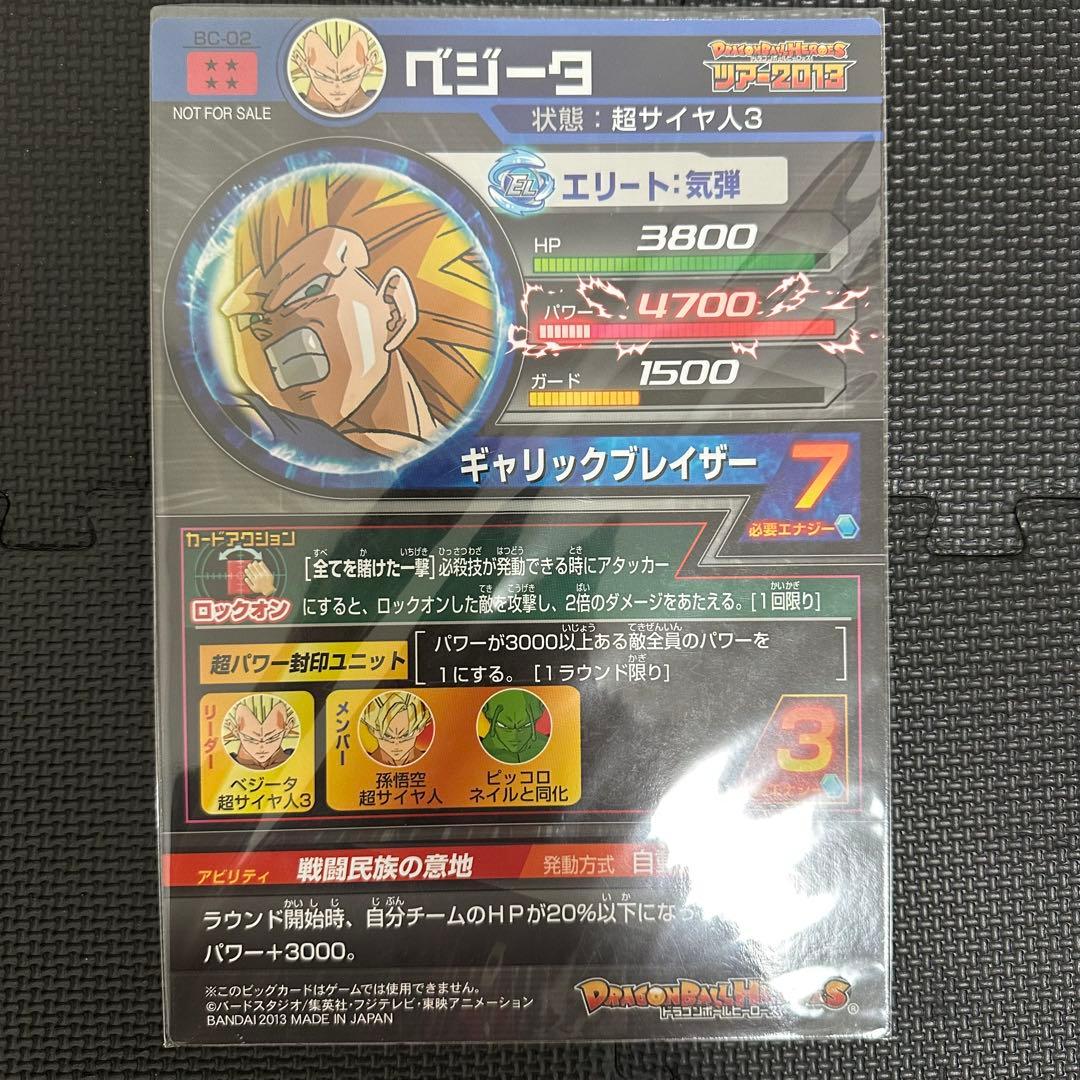 BC-02
NOT FOR SALE
ベジータ
DRAGONBALL HEROES
ツアー2013
状態：超サイヤ人3
EL エリート：気弾
HP 3800
パワー 4700
ガード 1500
ギャリックブレイザー 7
必要エナジー
カードアクション
ロックオン
[全てを賭けた一撃]必殺技が発動できる時にアタッカー
にすると、ロックオンした敵を攻撃し、2倍のダメージをあたえる。[1回限り]
超パワー封印ユニット
パワーが3000以上ある敵全員のパワーを
1にする。 [1ラウンド限り]
リーダー
ベジータ
超サイヤ人3
メンバー
孫悟空
超サイヤ人
ピッコロ
ネイルと同化
3
アビリティ 戦闘民族の意地 発動方式 自動
ラウンド開始時、自分チームのHPが20%以下になっ
パワー+3000。
※このビッグカードはゲームでは使用できません。
©バードスタジオ/集英社・フジテレビ・東映アニメーション
BANDAI 2013 MADE IN JAPAN
DRAGONBALL HEROES
ドラゴンボールヒーローズ